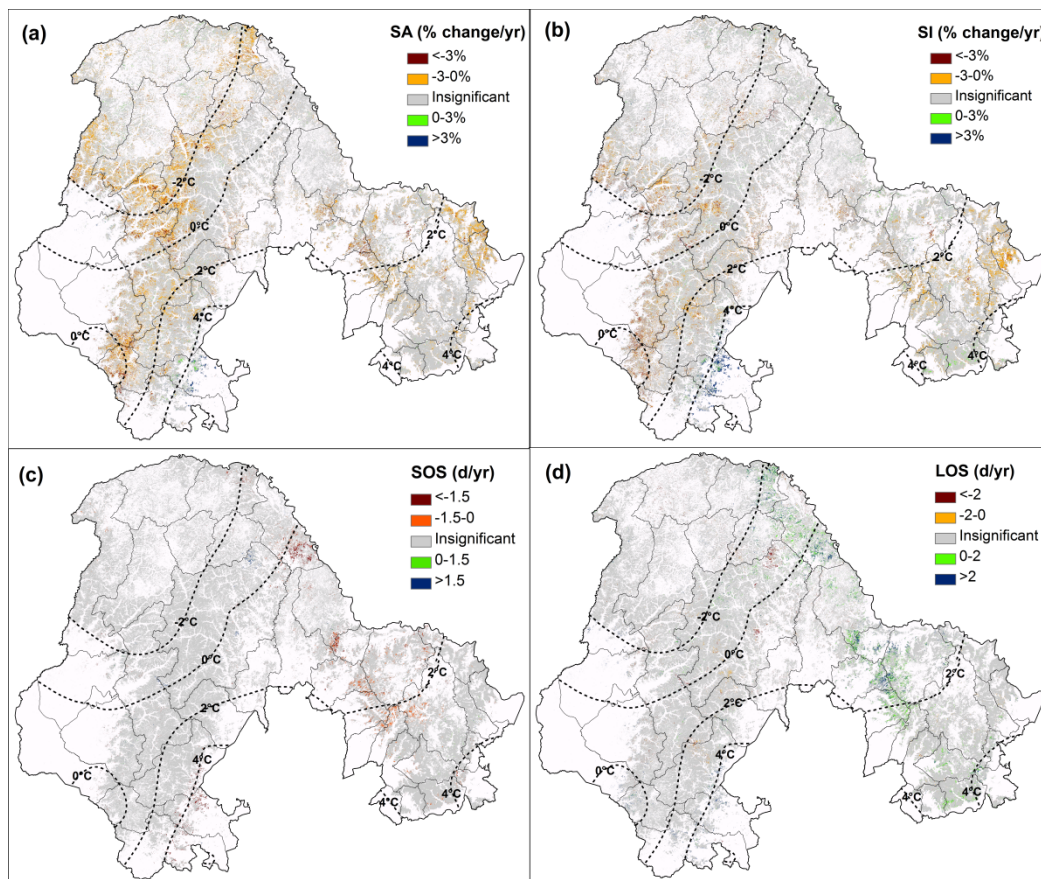 (a)
SA (% change/yr)
<-3%
-3-0%
Insignificant
0-3%
>3%
-2°C
0°C
2°C
4°C
0°C
2°C
4°C
4°C
(b)
SI (% change/yr)
<-3%
-3-0%
Insignificant
0-3%
>3%
-2°C
0°C
2°C
4°C
0°C
2°C
4°C
4°C
(c)
SOS (d/yr)
<-1.5
-1.5-0
Insignificant
0-1.5
>1.5
-2°C
0°C
2°C
4°C
0°C
2°C
4°C
4°C
(d)
LOS (d/yr)
<-2
-2-0
Insignificant
0-2
>2
-2°C
0°C
2°C
4°C
0°C
2°C
4°C
4°C